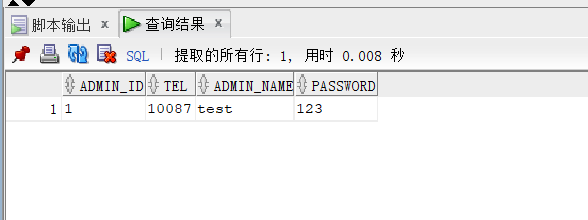 脚本输出 × 查询结果 ×
SQL | 提取的所有行: 1, 用时 0.008 秒
ADMIN_ID TEL ADMIN_NAME PASSWORD
1 1 10087 test 123